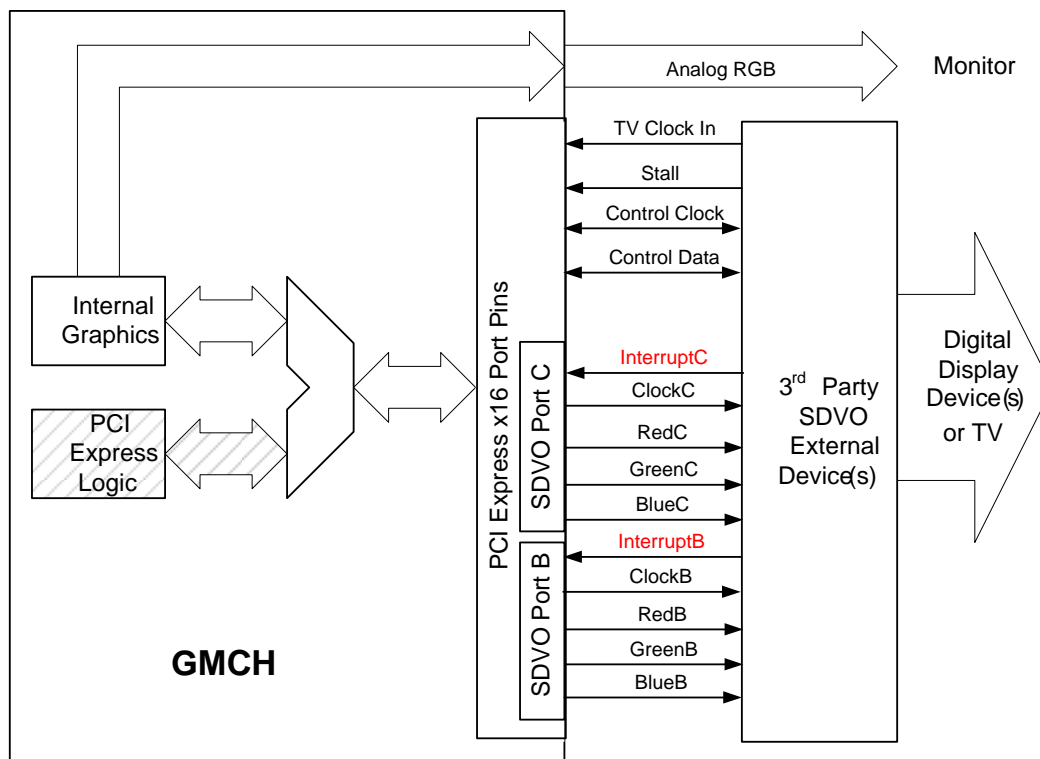 Analog RGB
Monitor
TV Clock In
Stall
Control Clock
Control Data
Internal
Graphics
PCI
Express
Logic
PCI Express x16 Port Pins
SDVO Port C
SDVO Port B
InterruptC
ClockC
RedC
GreenC
BlueC
InterruptB
ClockB
RedB
GreenB
BlueB
3rd Party
SDVO
External
Device(s)
Digital
Display
Device(s)
or TV
GMCH